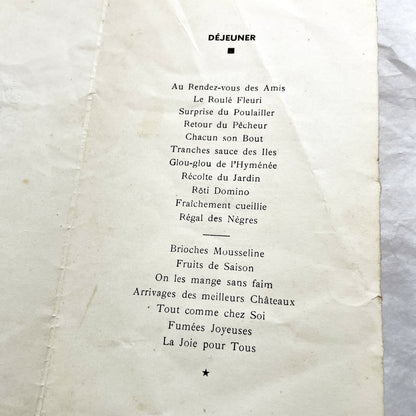 DÉJEUNER
Au Rendez-vous des Amis
Le Roulé Fleuri
Surprise du Poulailler
Retour du Pêcheur
Chacun son Bout
Tranches sauce des Iles
Glou-glou de l'Hyménée
Récolte du Jardin
Rôti Domino
Fraîchement cueillie
Régal des Nègres
Brioches Mousseline
Fruits de Saison
On les mange sans faim
Arrivages des meilleurs Châteaux
Tout comme chez Soi
Fumées Joyeuses
La Joie pour Tous